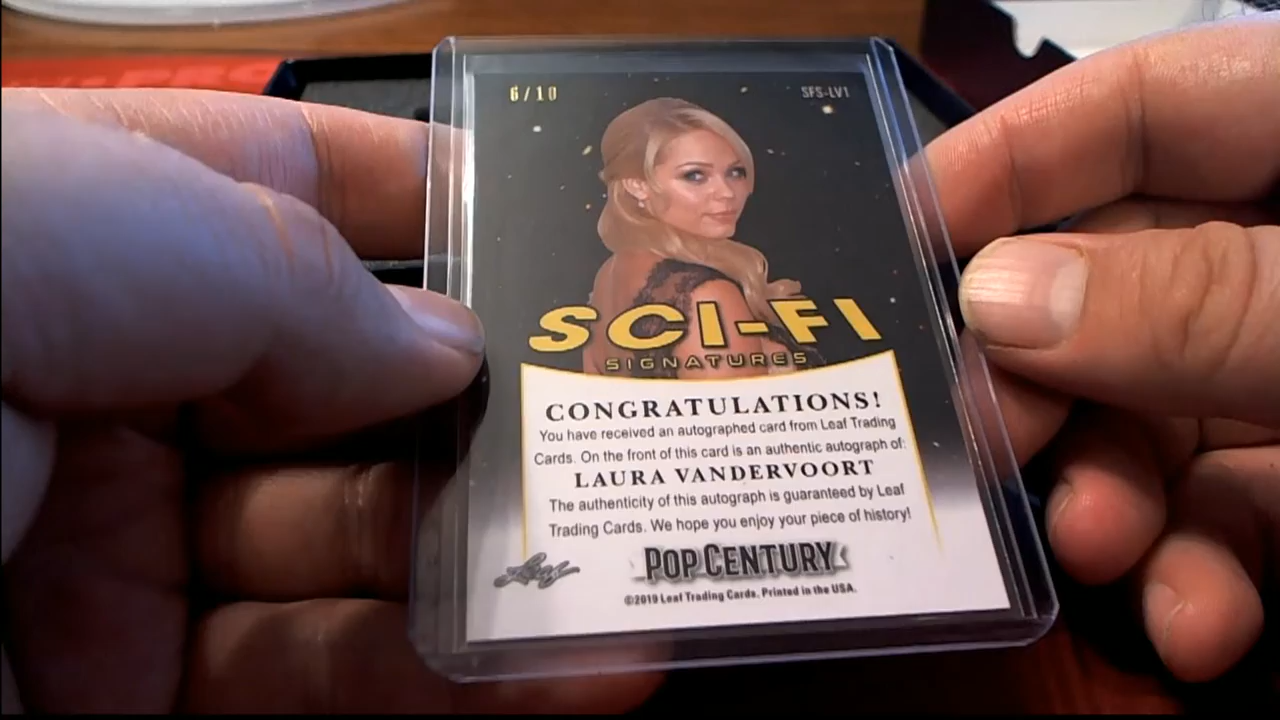 6/10
SFS-LV1
SCI-FI
SIGNATURES
CONGRATULATIONS!
You have received an autographed card from Leaf Trading
Cards. On the front of this card is an authentic autograph of:
LAURA VANDERVOORT
The authenticity of this autograph is guaranteed by Leaf
Trading Cards. We hope you enjoy your piece of history!
Leaf
POP CENTURY
©2019 Leaf Trading Cards. Printed in the USA.